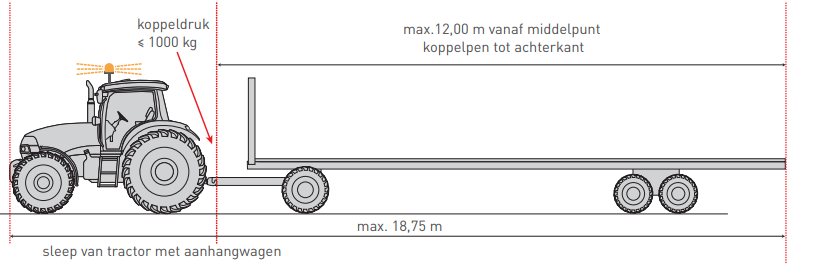 koppeldruk
≤ 1000 kg
max.12,00 m vanaf middelpunt
koppelpen tot achterkant
max. 18,75 m
sleep van tractor met aanhangwagen